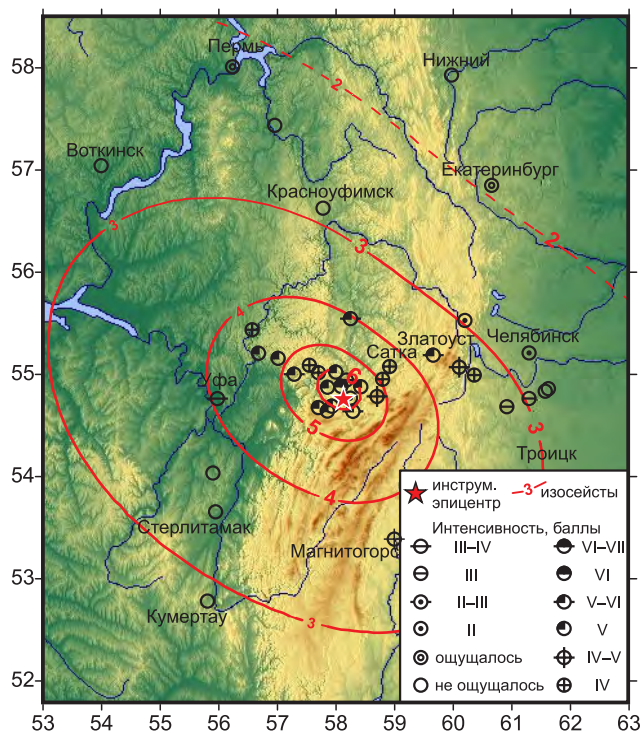 58
57
56
55
54
53
52
53
54
55
56
57
58
59
60
61
62
63
Пермь
Нижний
2
Воткинск
Екатеринбург
Красноуфимск
2
3
3
4
Златоуст
Челябинск
Сатка
6
Уфа
5
3
4
Троицк
Стерлитамак
Магнитогорс
Кумертау
3
инструм.
эпицентр
3
изосейсты
Интенсивность, баллы
III–IV
VI–VII
III
VI
II–III
V–VI
II
V
ощущалось
IV–V
не ощущалось
IV